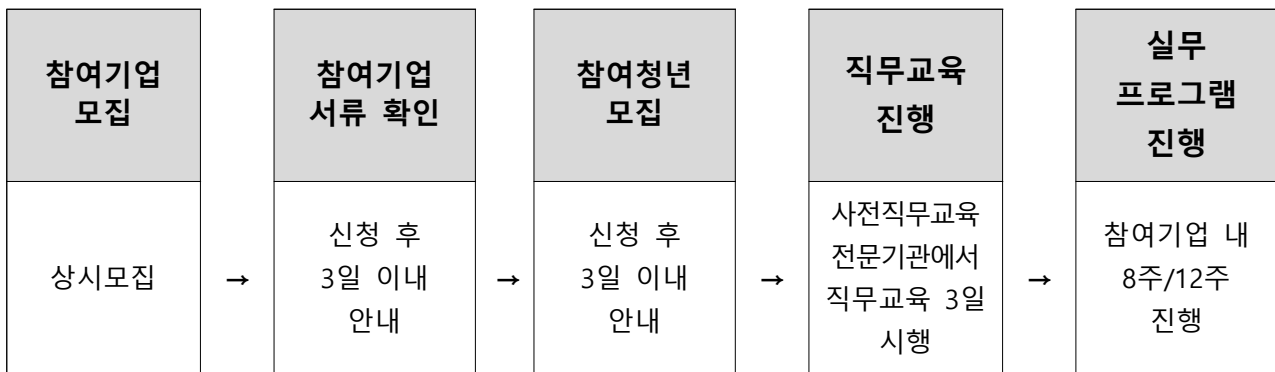 참여기업
모집
참여기업
서류 확인
참여청년
모집
직무교육
진행
실무
프로그램
진행
상시모집
→
신청 후
3일 이내
안내
→
신청 후
3일 이내
안내
→
사전직무교육
전문기관에서
직무교육 3일
시행
→
참여기업 내
8주/12주
진행